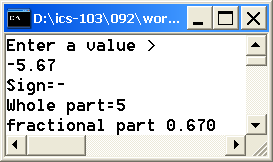 D:\ics-103\092\wor...
Enter a value >
-5.67
Sign=-
Whole part=5
fractional part 0.670